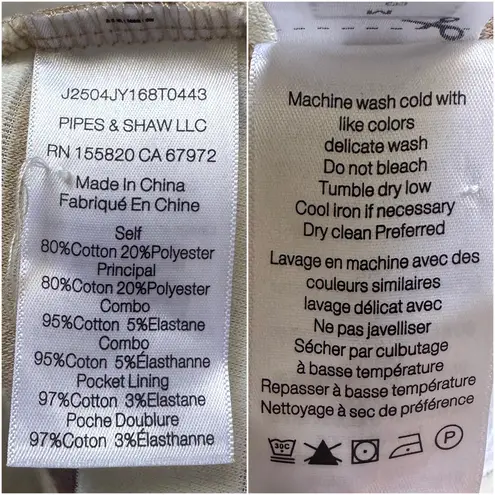 J2504JY168T0443
PIPES & SHAW LLC
RN 155820 CA 67972
Made In China
Fabriqué En Chine
Self
80%Cotton 20%Polyester
Principal
80%Coton 20%Polyester
Combo
95%Cotton 5%Elastane
Combo
95%Coton 5%Élasthanne
Pocket Lining
97%Cotton 3%Elastane
Poche Doublure
97%Coton 3%Élasthanne
M
Machine wash cold with
like colors
delicate wash
Do not bleach
Tumble dry low
Cool iron if necessary
Dry clean Preferred
Lavage en machine avec des
couleurs similaires
lavage délicat avec
Ne pas javelliser
Sécher par culbutage
à basse température
Repasser à basse température
Nettoyage à sec de préférence
30C P